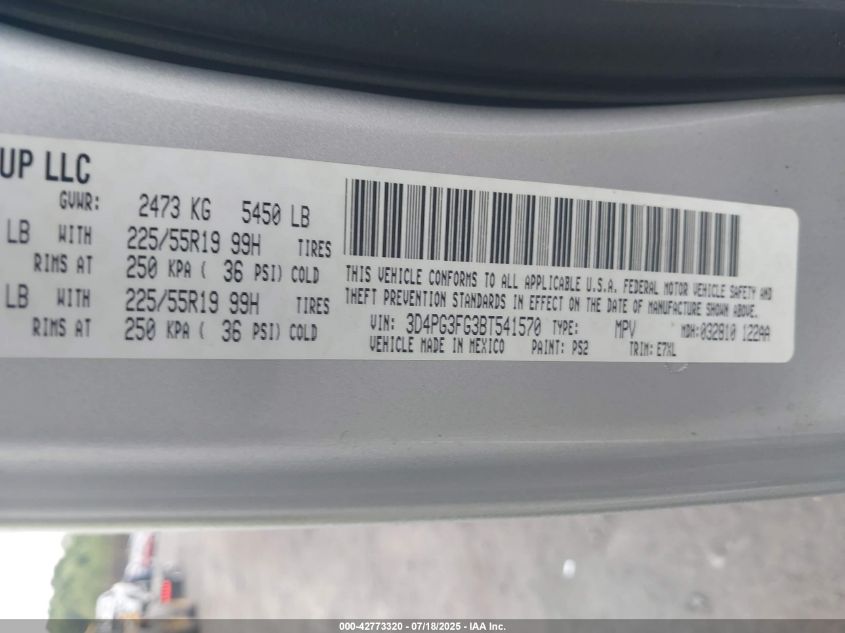 UP LLC
GVWR: 2473 KG 5450 LB
LB WITH 225/55R19 99H TIRES
RIMS AT 250 KPA ( 36 PSI) COLD
LB WITH 225/55R19 99H TIRES
RIMS AT 250 KPA ( 36 PSI) COLD
THIS VEHICLE CONFORMS TO ALL APPLICABLE U.S.A. FEDERAL MOTOR VEHICLE SAFETY AND
THEFT PREVENTION STANDARDS IN EFFECT ON THE DATE OF MANUFACTURE SHOWN ABOVE.
VIN: 3D4PG3FG3BT541570 TYPE: MPV MDH: 032810 122AA
VEHICLE MADE IN MEXICO PAINT: PS2 TRIM: E7XL
000-42773320 - 07/18/2025 - IAA Inc.